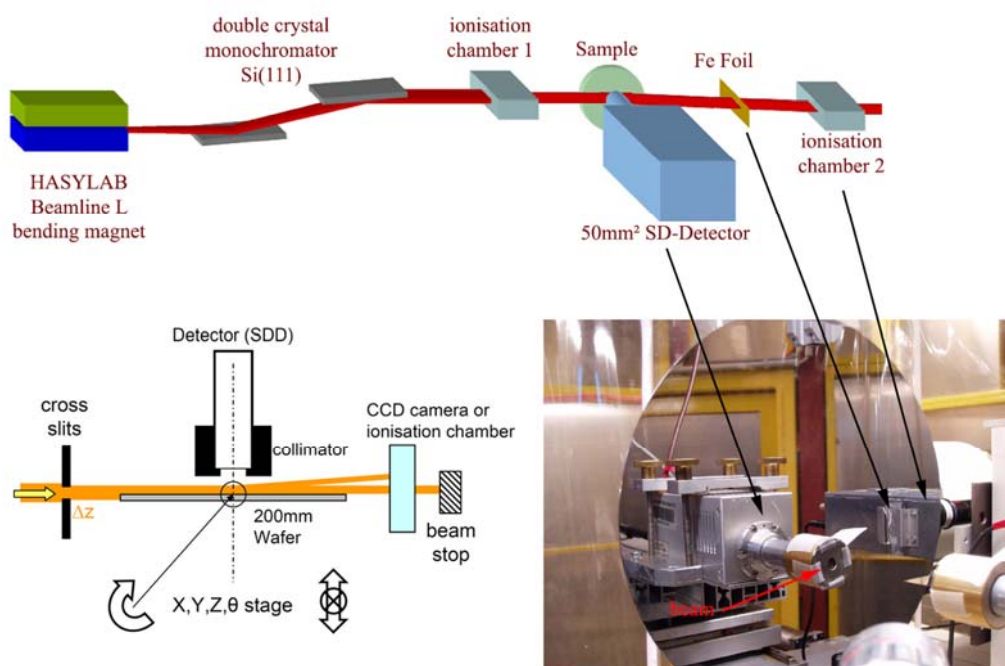 double crystal
monochromator
Si(111)
ionisation
chamber 1
Sample
Fe Foil
ionisation
chamber 2
HASYLAB
Beamline L
bending magnet
50mm² SD-Detector
Detector (SDD)
cross
slits
CCD camera or
ionisation chamber
collimator
Δz
200mm
Wafer
beam
stop
X,Y,Z,θ stage
beam